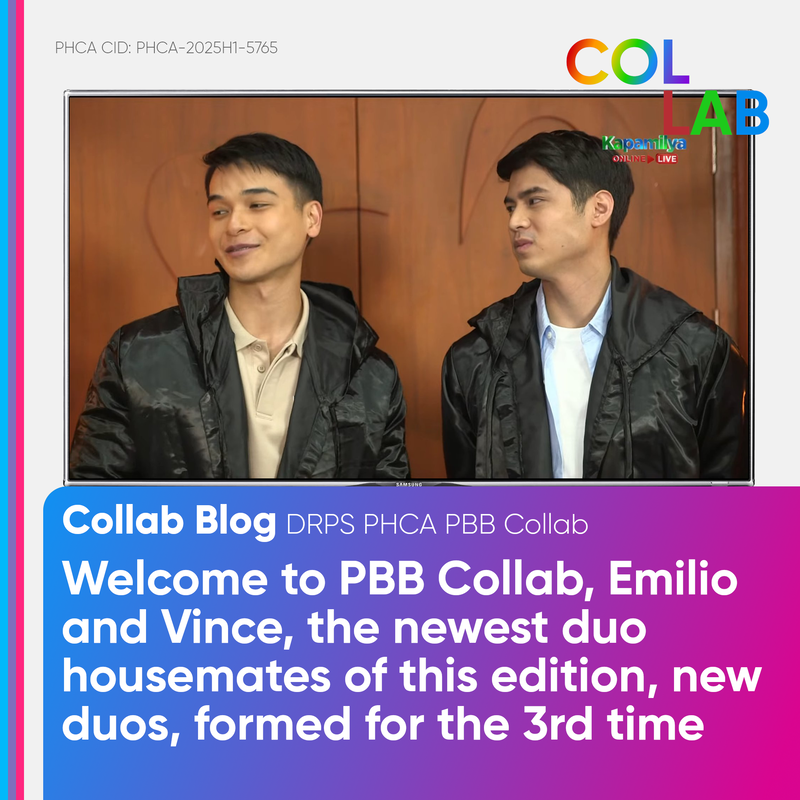 PHCA CID: PHCA-2025H1-5765
COL
LAB
Kapamilya
ONLINE LIVE
SAMSUNG
Collab Blog DRPS PHCA PBB Collab
Welcome to PBB Collab, Emilio
and Vince, the newest duo
housemates of this edition, new
duos, formed for the 3rd time